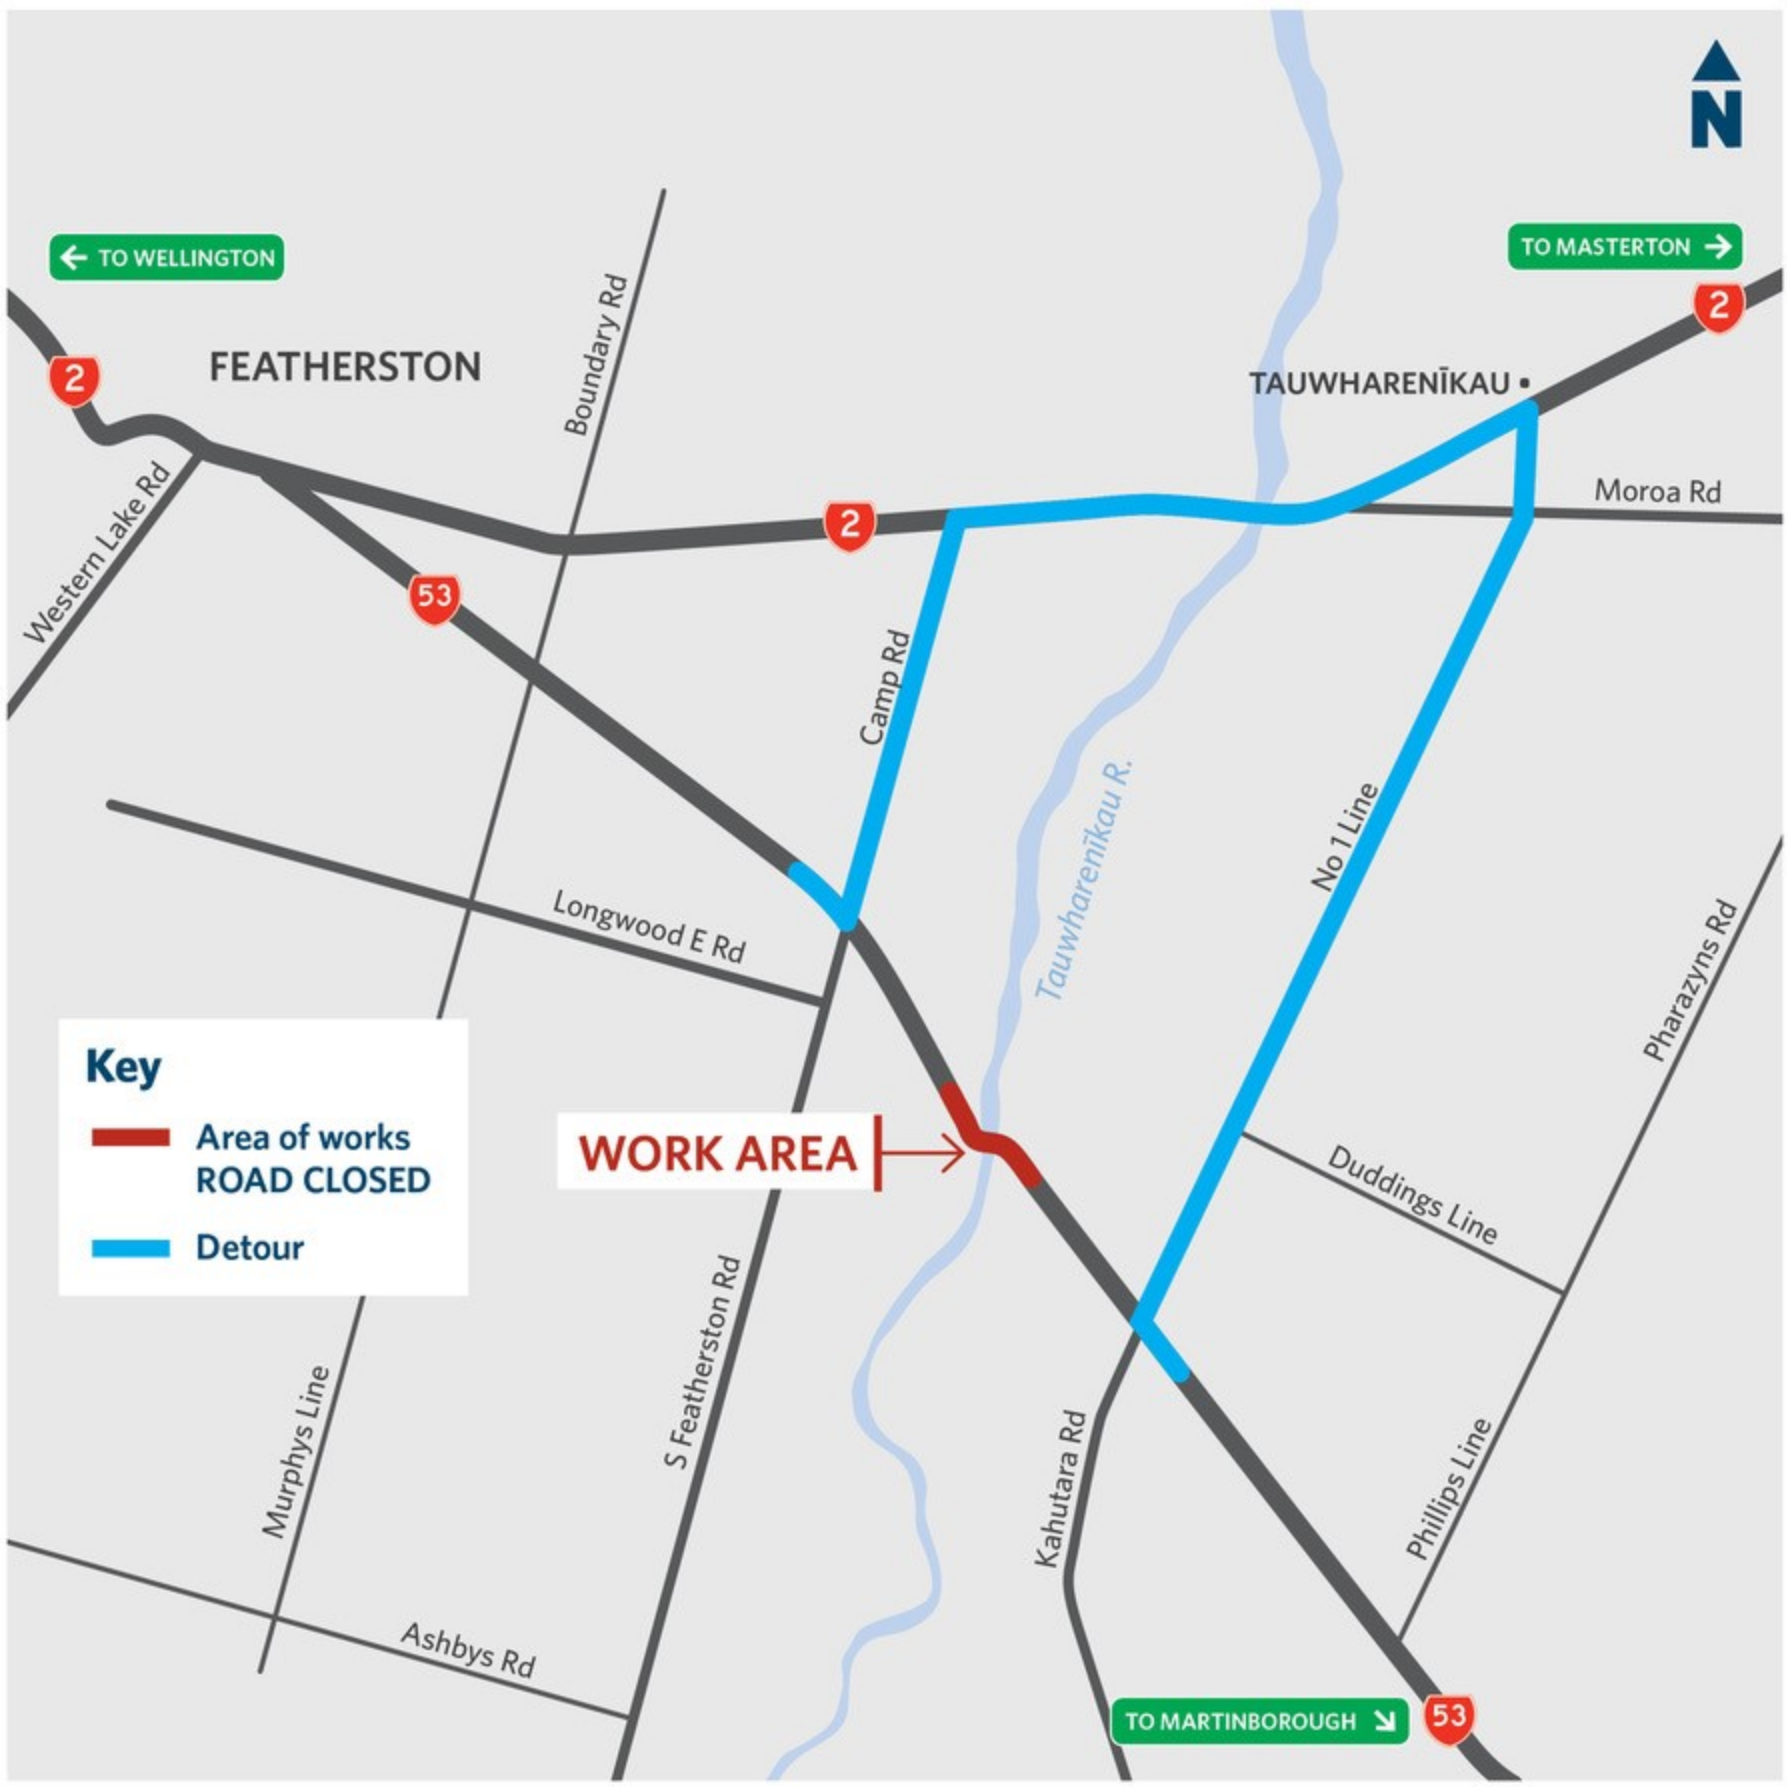 N
← TO WELLINGTON
TO MASTERTON →
2
FEATHERSTON
Boundary Rd
2
TAUWHARENĪKAU
Western Lake Rd
Moroa Rd
2
53
Camp Rd
Tauwharenīkau R.
No 1 Line
Longwood E Rd
Pharazyns Rd
Key
Area of works
ROAD CLOSED
Detour
WORK AREA
Duddings Line
S Featherston Rd
Murphys Line
Kahutara Rd
Phillips Line
Ashbys Rd
TO MARTINBOROUGH ↘
53